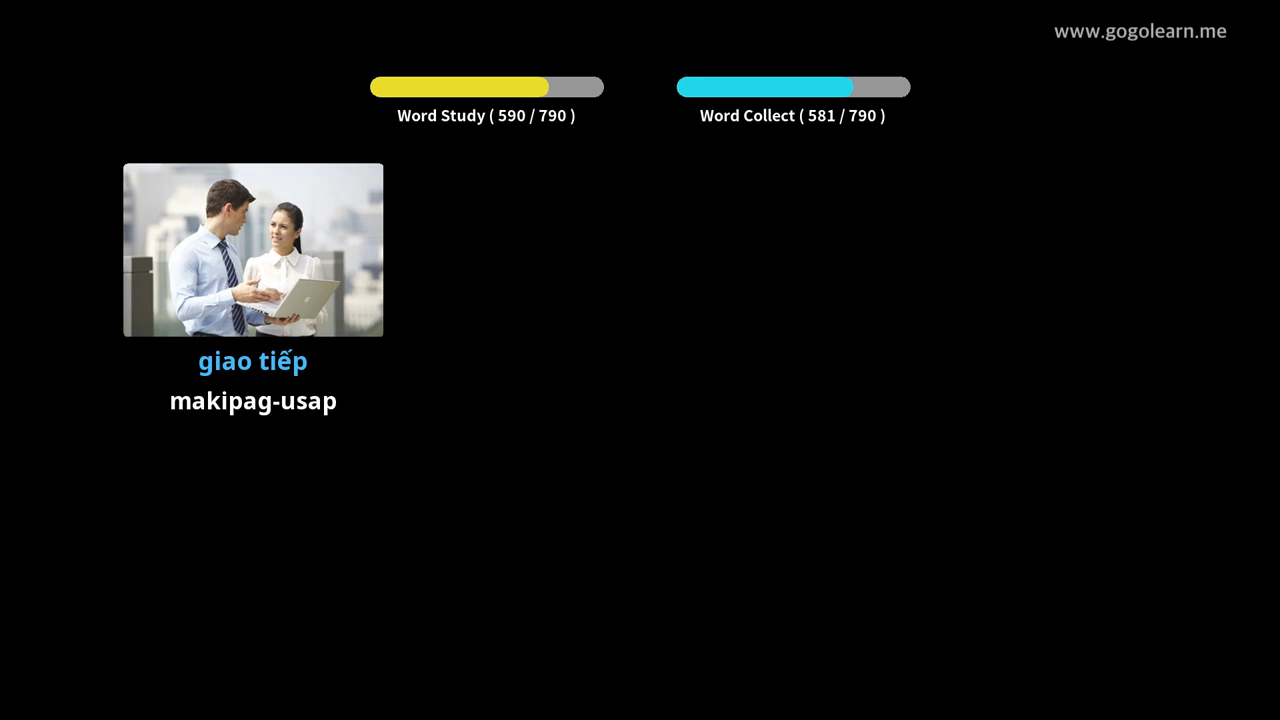 www.gogolearn.me
Word Study ( 590 / 790 )
Word Collect ( 581 / 790 )
giao tiếp
makipag-usap